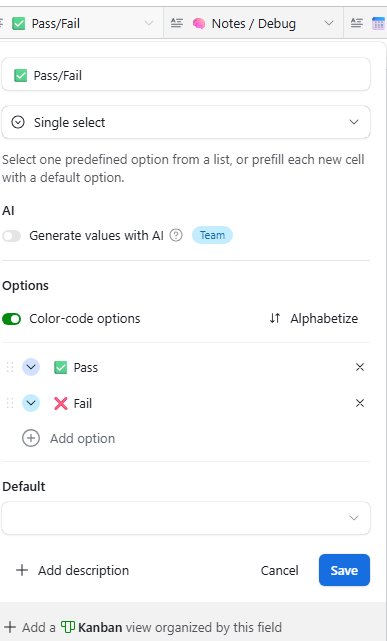 ✅ Pass/Fail
🧠 Notes / Debug
✅ Pass/Fail
Single select
Select one predefined option from a list, or prefill each new cell
with a default option.
AI
Generate values with AI
Team
Options
Color-code options
Alphabetize
✅ Pass
❌ Fail
Add option
Default
Add description
Cancel
Save
Add a Kanban view organized by this field